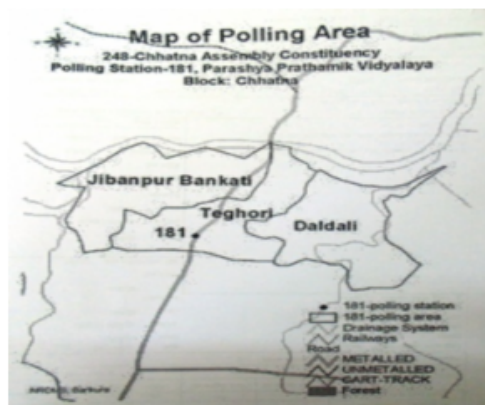 Map of Polling Area
248-Chhatna Assembly Constituency
Polling Station-181, Parashya Prathamik Vidyalaya
Block: Chhatna
Jibanpur Bankati
Teghori
181
Daldali
181-polling station
181-polling area
Drainage System
Railways
Road
METALLED
UNMETALLED
CART-TRACK
Forest
Bankura